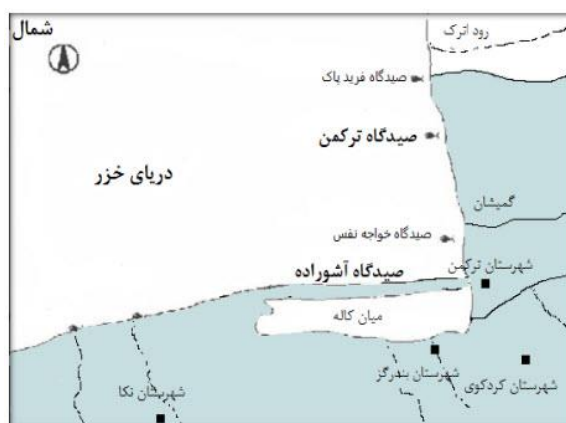 شمال
رود اترک
صیدگاه فرید پاک
صیدگاه ترکمن
دریای خزر
گمیشان
صیدگاه خواجه نفس
صیدگاه آشوراده
شهرستان ترکمن
میان کاله
شهرستان بندرگز
شهرستان کردکوی
شهرستان نکا